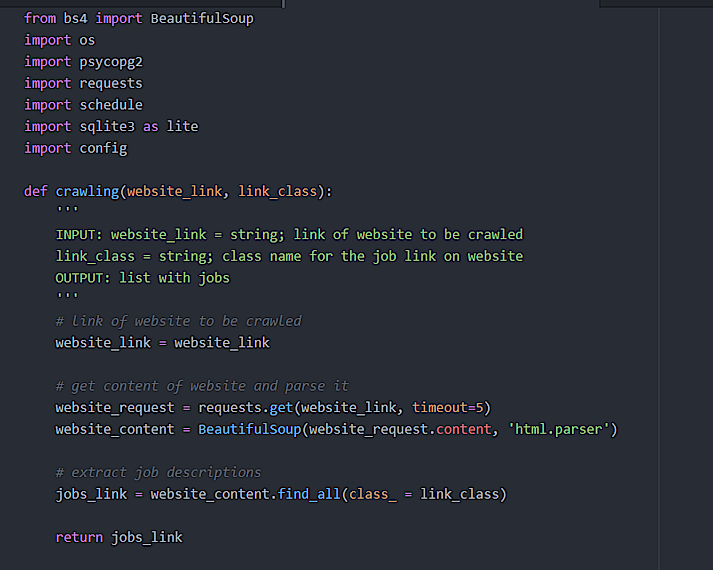 from bs4 import BeautifulSoup
import os
import psycopg2
import requests
import schedule
import sqlite3 as lite
import config
def crawling(website_link, link_class):
'''
INPUT: website_link = string; link of website to be crawled
link_class = string; class name for the job link on website
OUTPUT: list with jobs
'''
# link of website to be crawled
website_link = website_link
# get content of website and parse it
website_request = requests.get(website_link, timeout=5)
website_content = BeautifulSoup(website_request.content, 'html.parser')
# extract job descriptions
jobs_link = website_content.find_all(class_ = link_class)
return jobs_link